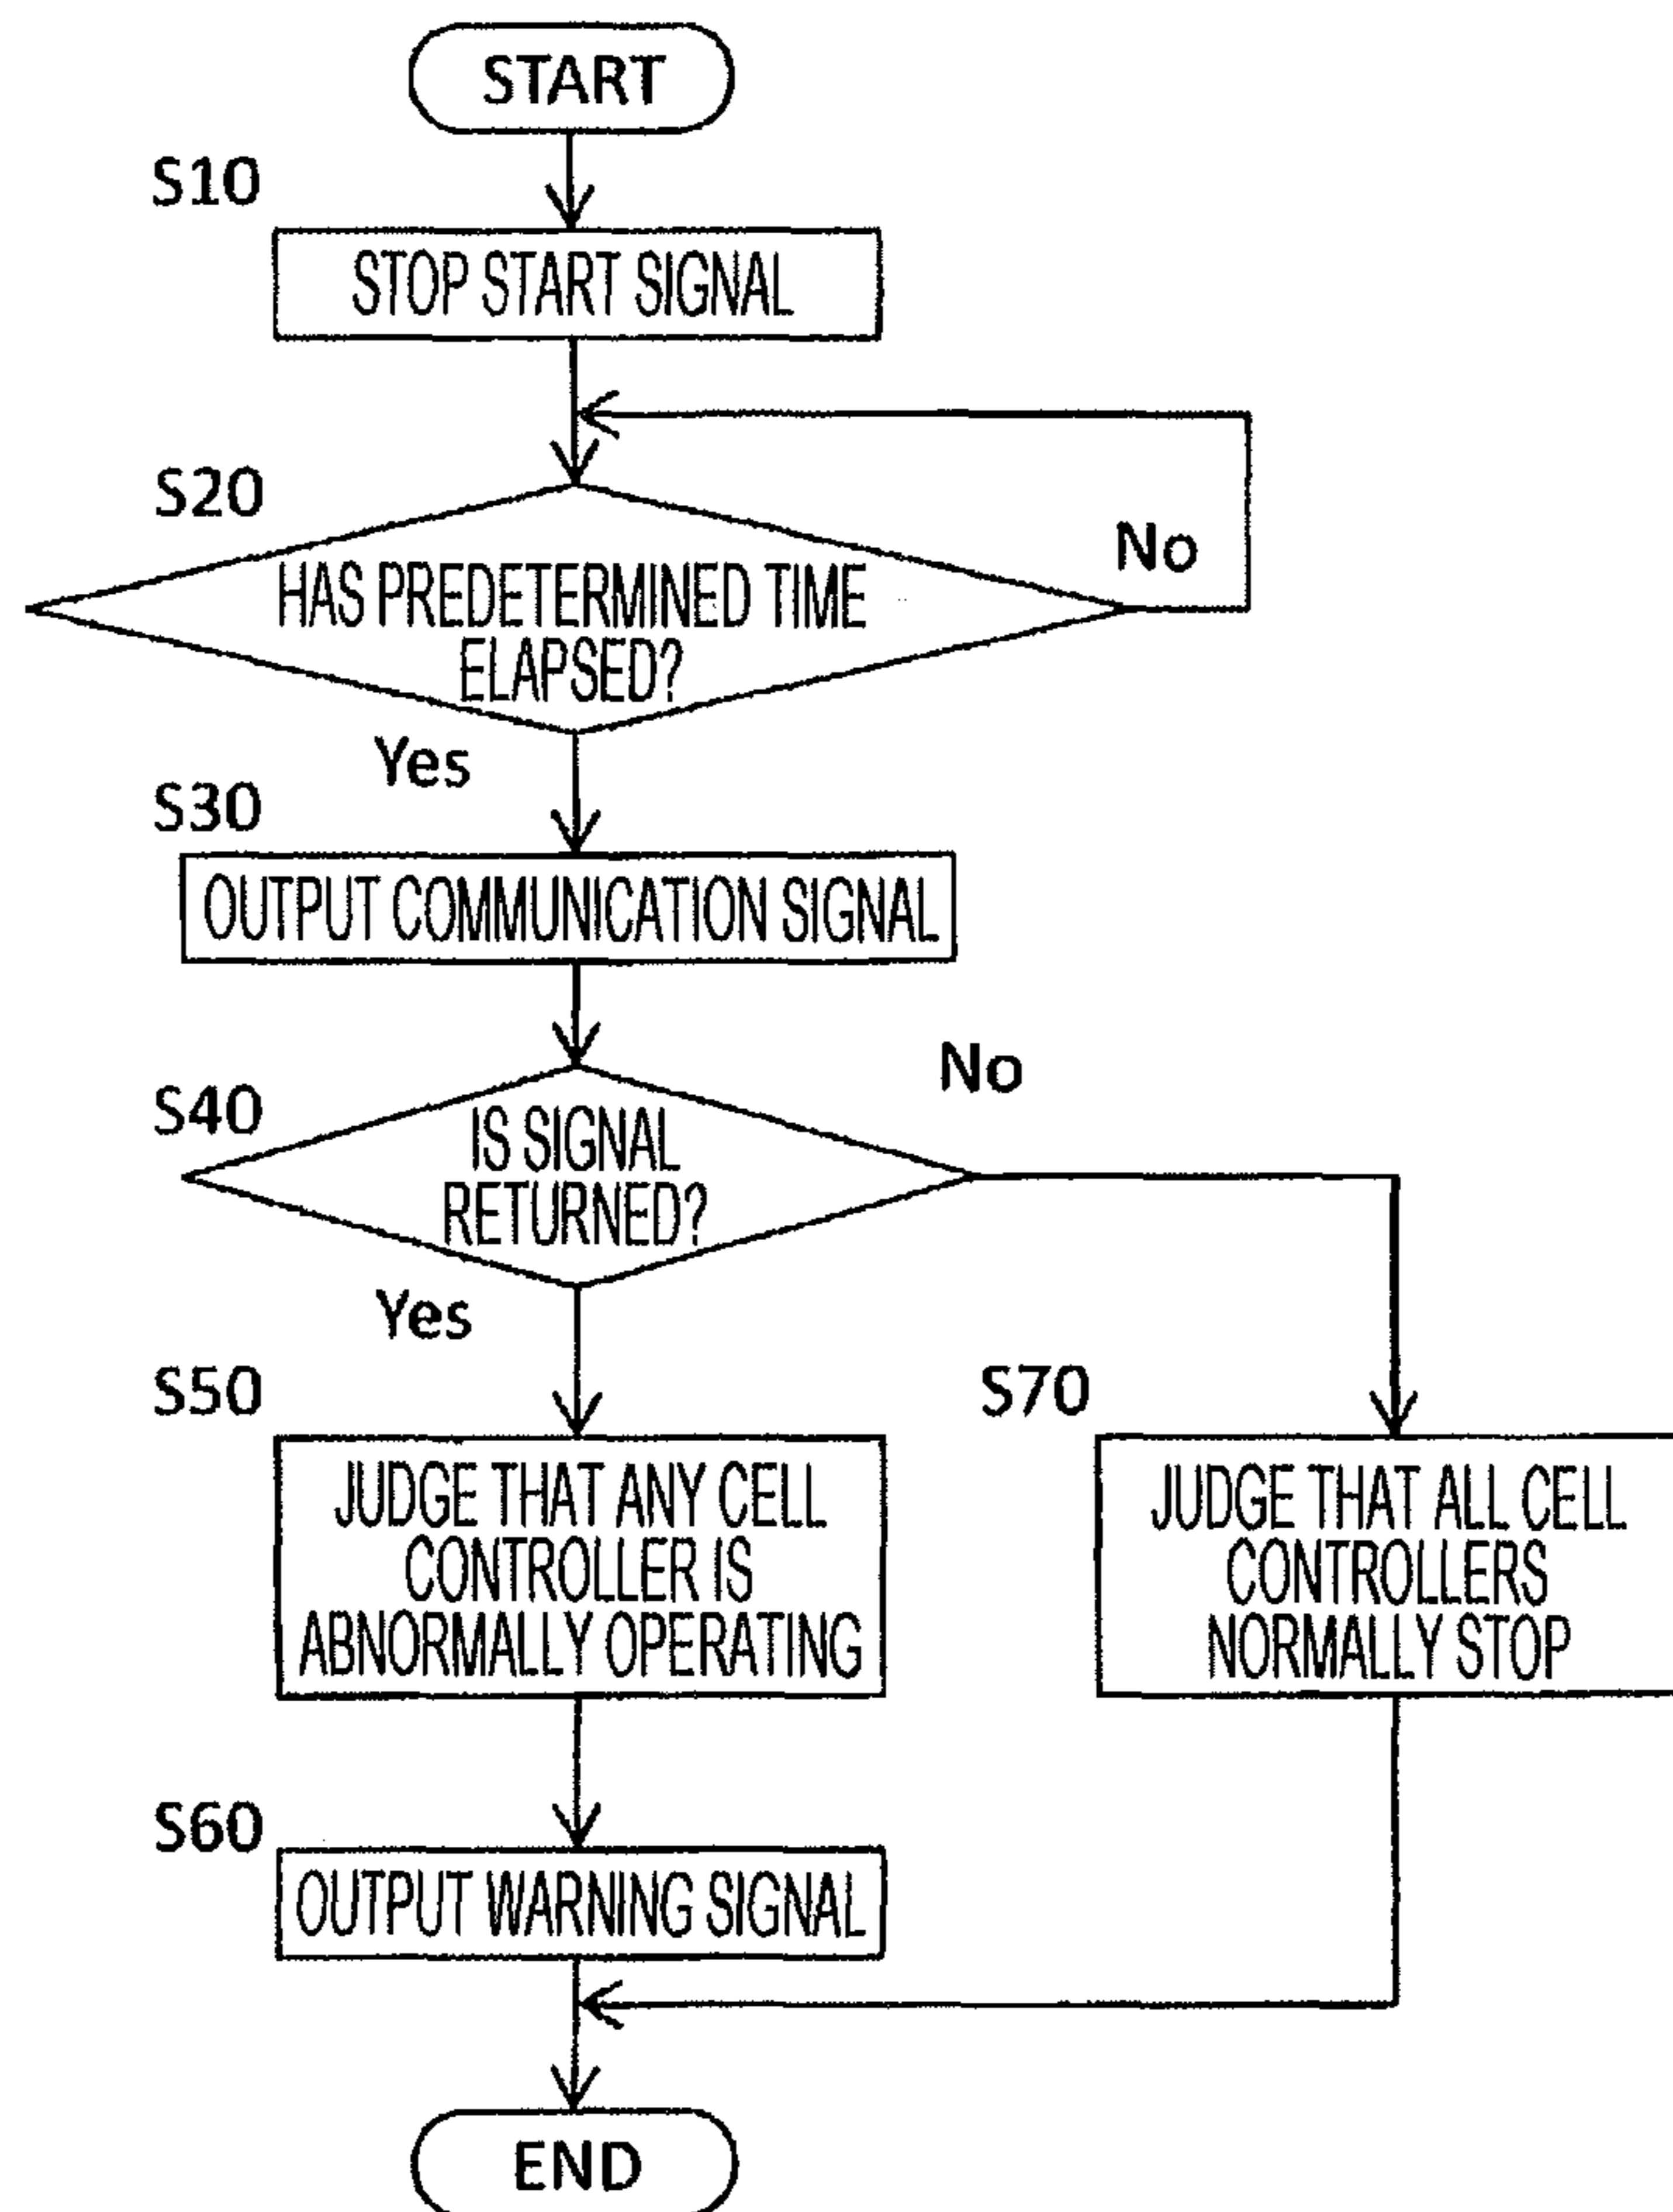 START
S10
STOP START SIGNAL
S20
No
HAS PREDETERMINED TIME
ELAPSED?
Yes
S30
OUTPUT COMMUNICATION SIGNAL
No
S40
IS SIGNAL
RETURNED?
Yes
S50
JUDGE THAT ANY CELL
CONTROLLER IS
ABNORMALLY OPERATING
S70
JUDGE THAT ALL CELL
CONTROLLERS
NORMALLY STOP
S60
OUTPUT WARNING SIGNAL
END